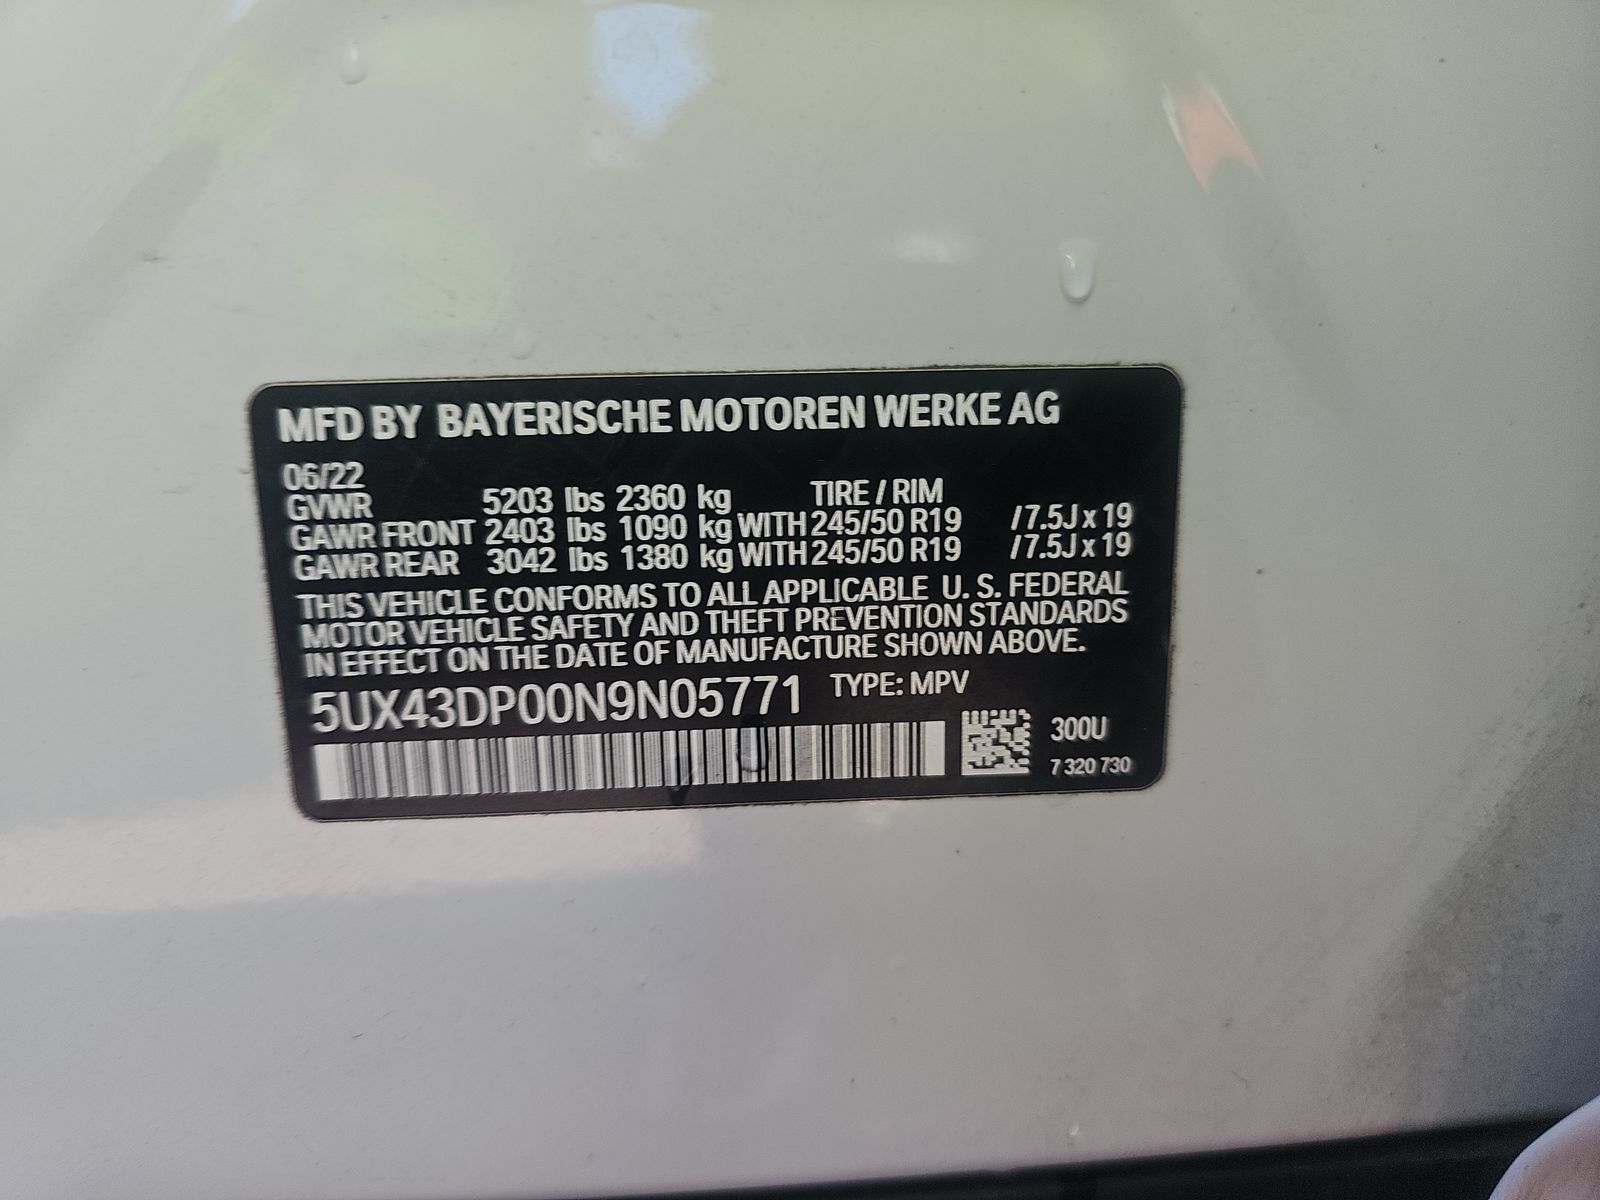 MFD BY BAYERISCHE MOTOREN WERKE AG
06/22
GVWR 5203 lbs 2360 kg TIRE / RIM
GAWR FRONT 2403 lbs 1090 kg WITH 245/50 R19 /7.5J x 19
GAWR REAR 3042 lbs 1380 kg WITH 245/50 R19 /7.5J x 19
THIS VEHICLE CONFORMS TO ALL APPLICABLE U. S. FEDERAL
MOTOR VEHICLE SAFETY AND THEFT PREVENTION STANDARDS
IN EFFECT ON THE DATE OF MANUFACTURE SHOWN ABOVE.
5UX43DP00N9N05771 TYPE: MPV
300U
7 320 730